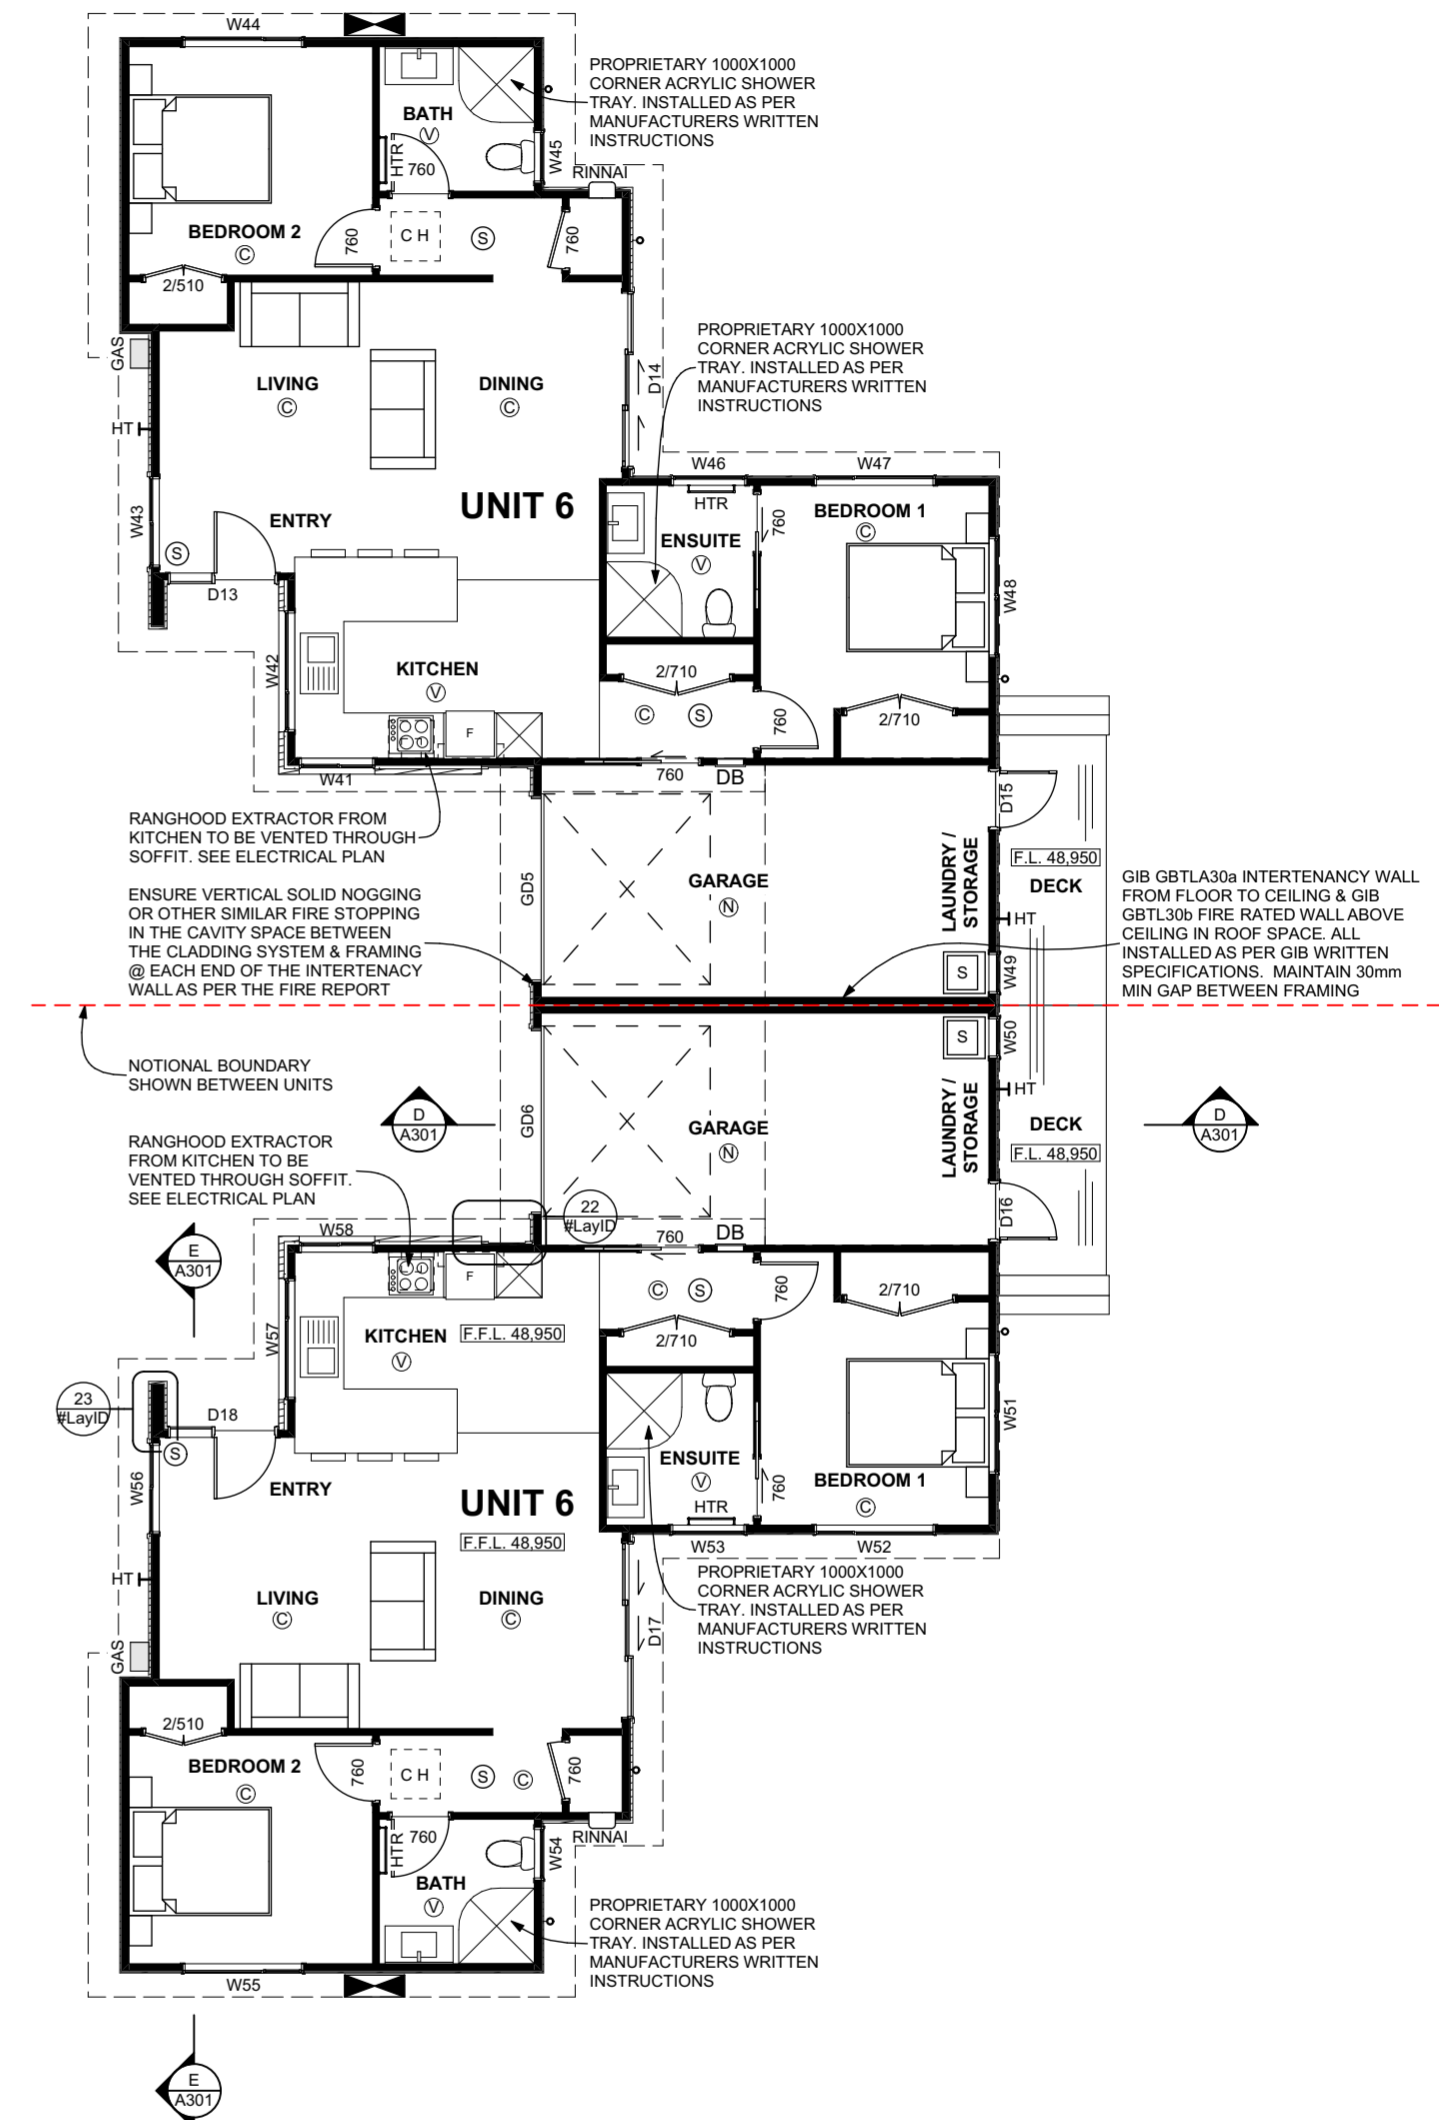 W44
PROPRIETARY 1000X1000
CORNER ACRYLIC SHOWER
TRAY. INSTALLED AS PER
MANUFACTURERS WRITTEN
INSTRUCTIONS
BATH
V
HTR
760
W45
RINNAI
BEDROOM 2
C
760
C H
S
760
2/510
GAS
LIVING
C
DINING
C
D14
PROPRIETARY 1000X1000
CORNER ACRYLIC SHOWER
TRAY. INSTALLED AS PER
MANUFACTURERS WRITTEN
INSTRUCTIONS
HT
W43
ENTRY
UNIT 6
S
D13
W46
W47
HTR
760
ENSUITE
V
BEDROOM 1
C
W48
W42
KITCHEN
V
F
2/710
C
S
760
2/710
W41
760
DB
D15
RANGHOOD EXTRACTOR FROM
KITCHEN TO BE VENTED THROUGH
SOFFIT. SEE ELECTRICAL PLAN
ENSURE VERTICAL SOLID NOGGING
OR OTHER SIMILAR FIRE STOPPING
IN THE CAVITY SPACE BETWEEN
THE CLADDING SYSTEM & FRAMING
@ EACH END OF THE INTERTENACY
WALL AS PER THE FIRE REPORT
GD5
GARAGE
N
LAUNDRY /
STORAGE
F.L. 48,950
DECK
HT
S
W49
GIB GBTLA30a INTERTENANCY WALL
FROM FLOOR TO CEILING & GIB
GBTL30b FIRE RATED WALL ABOVE
CEILING IN ROOF SPACE. ALL
INSTALLED AS PER GIB WRITTEN
SPECIFICATIONS. MAINTAIN 30mm
MIN GAP BETWEEN FRAMING
NOTIONAL BOUNDARY
SHOWN BETWEEN UNITS
S
W50
HT
D
A301
GD6
GARAGE
N
LAUNDRY /
STORAGE
DECK
F.L. 48,950
D
A301
RANGHOOD EXTRACTOR
FROM KITCHEN TO BE
VENTED THROUGH SOFFIT.
SEE ELECTRICAL PLAN
22
#LayID
D16
W58
760
DB
E
A301
F
C
S
760
2/710
W57
KITCHEN
F.F.L. 48,950
V
2/710
23
#LayID
D18
S
W56
ENTRY
UNIT 6
F.F.L. 48,950
ENSUITE
V
HTR
760
BEDROOM 1
C
W51
W53
W52
HT
LIVING
C
DINING
C
D17
PROPRIETARY 1000X1000
CORNER ACRYLIC SHOWER
TRAY. INSTALLED AS PER
MANUFACTURERS WRITTEN
INSTRUCTIONS
GAS
2/510
BEDROOM 2
C
760
C H
S
C
760
RINNAI
HTR
760
W54
BATH
V
PROPRIETARY 1000X1000
CORNER ACRYLIC SHOWER
TRAY. INSTALLED AS PER
MANUFACTURERS WRITTEN
INSTRUCTIONS
W55
E
A301